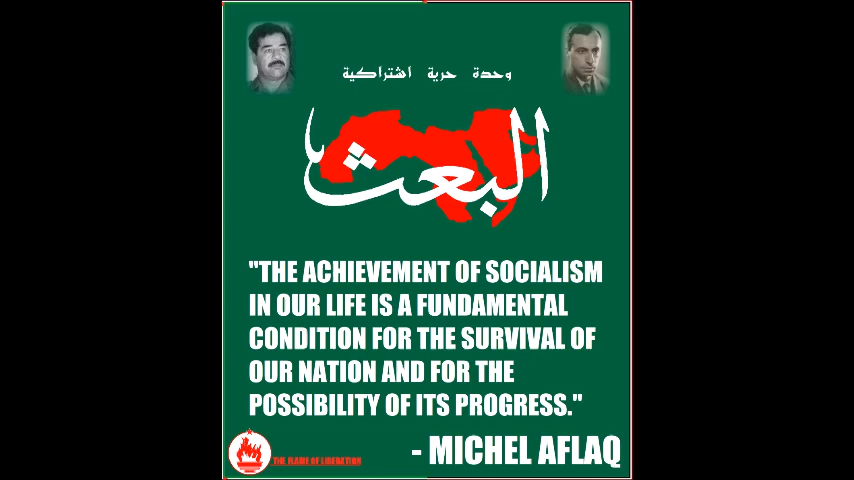 وحدة حرية اشتراكية
البعث
"THE ACHIEVEMENT OF SOCIALISM
IN OUR LIFE IS A FUNDAMENTAL
CONDITION FOR THE SURVIVAL OF
OUR NATION AND FOR THE
POSSIBILITY OF ITS PROGRESS."
- MICHEL AFLAQ
THE FLAME OF LIBERATION